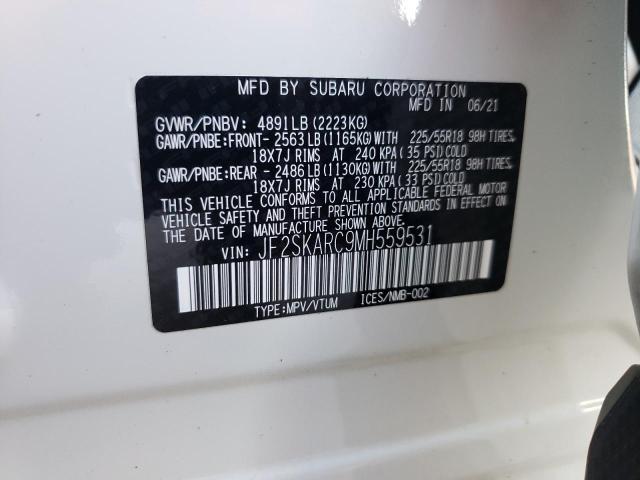 MFD BY SUBARU CORPORATION
MFD IN 06/21
GVWR/PNBV: 4891LB (2223KG)
GAWR/PNBE:FRONT- 2563 LB (1165KG) WITH 225/55R18 98H TIRES,
18X7J RIMS AT 240 KPA ( 35 PSI) COLD
GAWR/PNBE:REAR - 2486 LB (1130KG) WITH 225/55R18 98H TIRES,
18X7J RIMS AT 230 KPA ( 33 PSI) COLD
THIS VEHICLE CONFORMS TO ALL APPLICABLE FEDERAL MOTOR
VEHICLE SAFETY AND THEFT PREVENTION STANDARDS IN EFFECT ON
THE DATE OF MANUFACTURE SHOWN ABOVE.
VIN: JF2SKARC9MH559531
TYPE:MPV/VTUM ICES/NMB-002